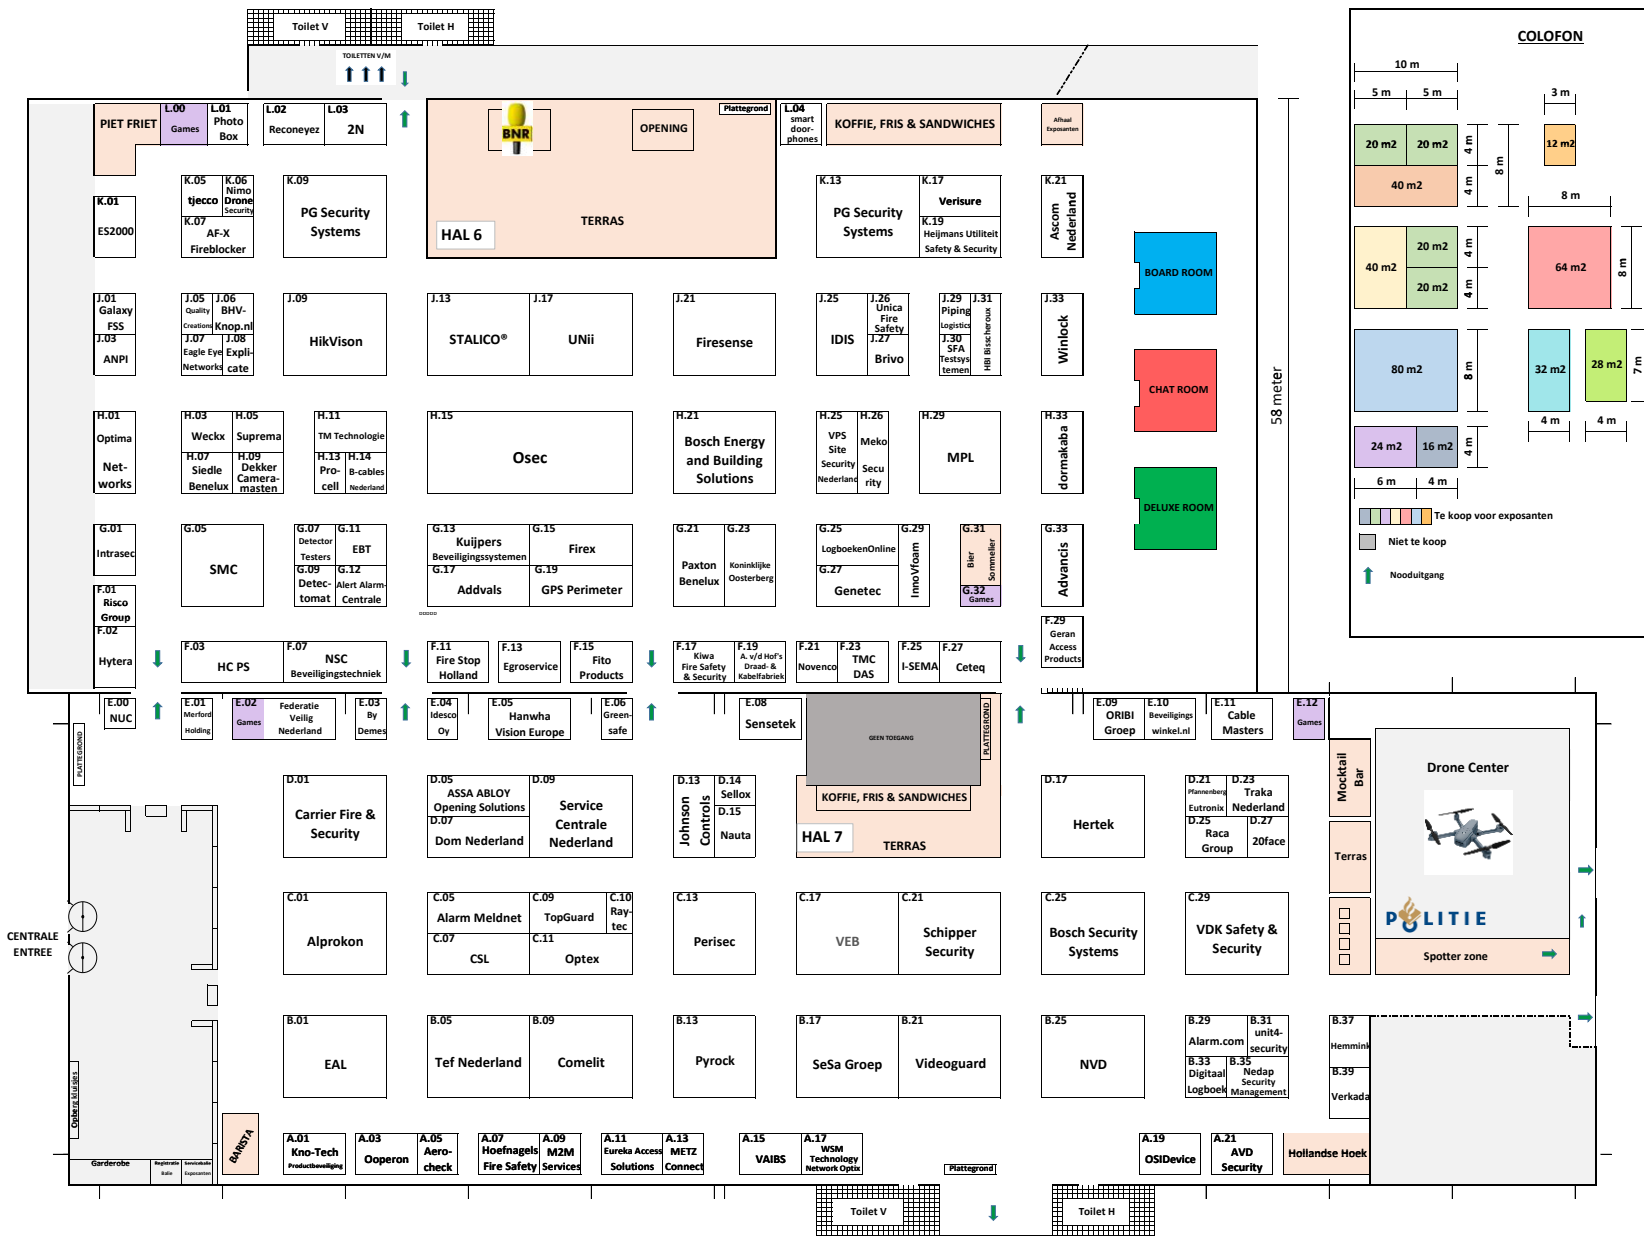 Toilet V
Toilet H
TOILETTEN V/M
COLOFON
10 m
5 m
5 m
3 m
20 m2
20 m2
4 m
8 m
12 m2
40 m2
4 m
8 m
40 m2
20 m2
4 m
64 m2
8 m
20 m2
4 m
80 m2
8 m
32 m2
28 m2
7 m
4 m
4 m
24 m2
16 m2
4 m
6 m
4 m
Te koop voor exposanten
Niet te koop
Nooduitgang
58 meter
PIET FRIET
L.00
Games
L.01
Photo
Box
L.02
Reconeyez
L.03
2N
BNR
OPENING
Plattegrond
TERRAS
HAL 6
L.04
smart
door-
phones
KOFFIE, FRIS & SANDWICHES
Afhaal
Exposanten
K.01
ES2000
K.05
tjecco
K.06
Nimo
Drone
Security
K.07
AF-X
Fireblocker
K.09
PG Security
Systems
K.13
PG Security
Systems
K.17
Verisure
K.19
Heijmans Utiliteit
Safety & Security
K.21
Ascom
Nederland
BOARD ROOM
CHAT ROOM
DELUXE ROOM
J.01
Galaxy
FSS
J.03
ANPI
J.05
Quality
Creations
J.06
BHV-
Knop.nl
J.07
Eagle Eye
Networks
J.08
Expli-
cate
J.09
HikVison
J.13
STALICO®
J.17
UNii
J.21
Firesense
J.25
IDIS
J.26
Unica
Fire
Safety
J.27
Brivo
J.29
Piping
Logistics
J.30
SFA
Testsys
temen
J.31
HBI Bisscheroux
J.33
Winlock
H.01
Optima
Net-
works
H.03
Weckx
H.05
Suprema
H.07
Siedle
Benelux
H.09
Dekker
Camera-
masten
H.11
TM Technologie
H.13
Pro-
cell
H.14
B-cables
Nederland
H.15
Osec
H.21
Bosch Energy
and Building
Solutions
H.25
VPS
Site
Security
Nederland
H.26
Meko
Secu
rity
H.29
MPL
H.33
dormakaba
G.01
Intrasec
G.05
SMC
G.07
Detector
Testers
G.09
Detec-
tomat
G.11
EBT
G.12
Alert Alarm-
Centrale
G.13
Kuijpers
Beveiligingssystemen
G.15
Firex
G.17
Addvals
G.19
GPS Perimeter
G.21
Paxton
Benelux
G.23
Koninklijke
Oosterberg
G.25
LogboekenOnline
G.27
Genetec
G.29
InnoVfoam
G.31
Bier
Sommelier
G.32
Games
G.33
Advancis
F.01
Risco
Group
F.02
Hytera
F.03
HC PS
F.07
NSC
Beveiligingstechniek
F.11
Fire Stop
Holland
F.13
Egroservice
F.15
Fito
Products
F.17
Kiwa
Fire Safety
& Security
F.19
A. v/d Hof's
Draad- &
Kabelfabriek
F.21
Novenco
F.23
TMC
DAS
F.25
I-SEMA
F.27
Ceteq
F.29
Geran
Access
Products
E.00
NUC
E.01
Merford
Holding
E.02
Games
Federatie
Veilig
Nederland
E.03
By
Demes
E.04
Idesco
Oy
E.05
Hanwha
Vision Europe
E.06
Green-
safe
E.08
Sensetek
GEEN TOEGANG
PLATTEGROND
E.09
ORIBI
Groep
E.10
Beveiligings
winkel.nl
E.11
Cable
Masters
E.12
Games
PLATTEGROND
D.01
Carrier Fire &
Security
D.05
ASSA ABLOY
Opening Solutions
D.07
Dom Nederland
D.09
Service
Centrale
Nederland
D.13
Johnson
Controls
D.14
Sellox
D.15
Nauta
KOFFIE, FRIS & SANDWICHES
HAL 7
TERRAS
D.17
Hertek
D.21
Pfannenberg
Eutronix
D.23
Traka
Nederland
D.25
Raca
Group
D.27
20face
Mocktail
Bar
Terras
Drone Center
POLITIE
Spotter zone
CENTRALE
ENTREE
C.01
Alprokon
C.05
Alarm Meldnet
C.07
CSL
C.09
TopGuard
C.10
Ray-
tec
C.11
Optex
C.13
Perisec
C.17
VEB
C.21
Schipper
Security
C.25
Bosch Security
Systems
C.29
VDK Safety &
Security
B.01
EAL
B.05
Tef Nederland
B.09
Comelit
B.13
Pyrock
B.17
SeSa Groep
B.21
Videoguard
B.25
NVD
B.29
Alarm.com
B.31
unit4-
security
B.33
Digitaal
Logboek
B.35
Nedap
Security
Management
B.37
Hemmink
B.39
Verkada
Opberg kluisjes
Garderobe
Registratie
Balie
Servicebalie
Exposanten
BARISTA
A.01
Kno-Tech
Productbeveiliging
A.03
Ooperon
A.05
Aero-
check
A.07
Hoefnagels
Fire Safety
A.09
M2M
Services
A.11
Eureka Access
Solutions
A.13
METZ
Connect
A.15
VAIBS
A.17
WSM
Technology
Network Optix
Plattegrond
A.19
OSIDevice
A.21
AVD
Security
Hollandse Hoek
Toilet V
Toilet H